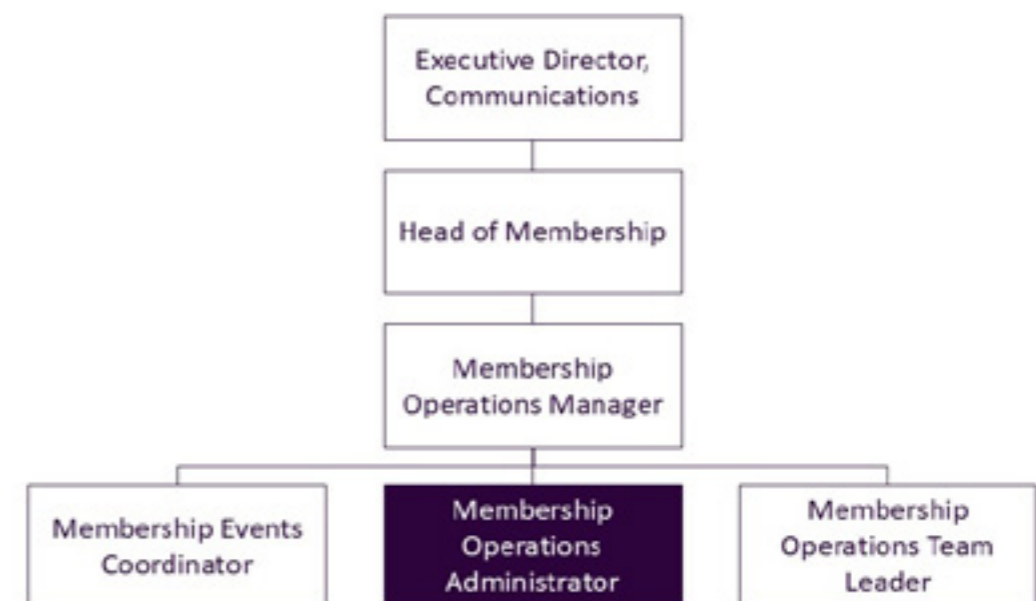 Executive Director,
Communications
Head of Membership
Membership
Operations Manager
Membership Events
Coordinator
Membership
Operations
Administrator
Membership
Operations Team
Leader